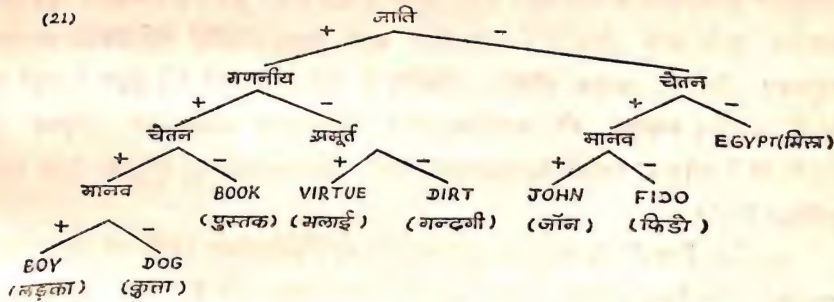 (21)
जाति
+ -
गणनीय चेतन
+ - + -
चेतन अमूर्त मानव EGYPT(मिस्त्र)
+ - + - + -
मानव BOOK VIRTUE DIRT JOHN FIDO
(पुस्तक) (भलाई) (गन्दगी) (जॉन) (फिडो)
+ -
BOY DOG
(लड़का) (कुत्ता)